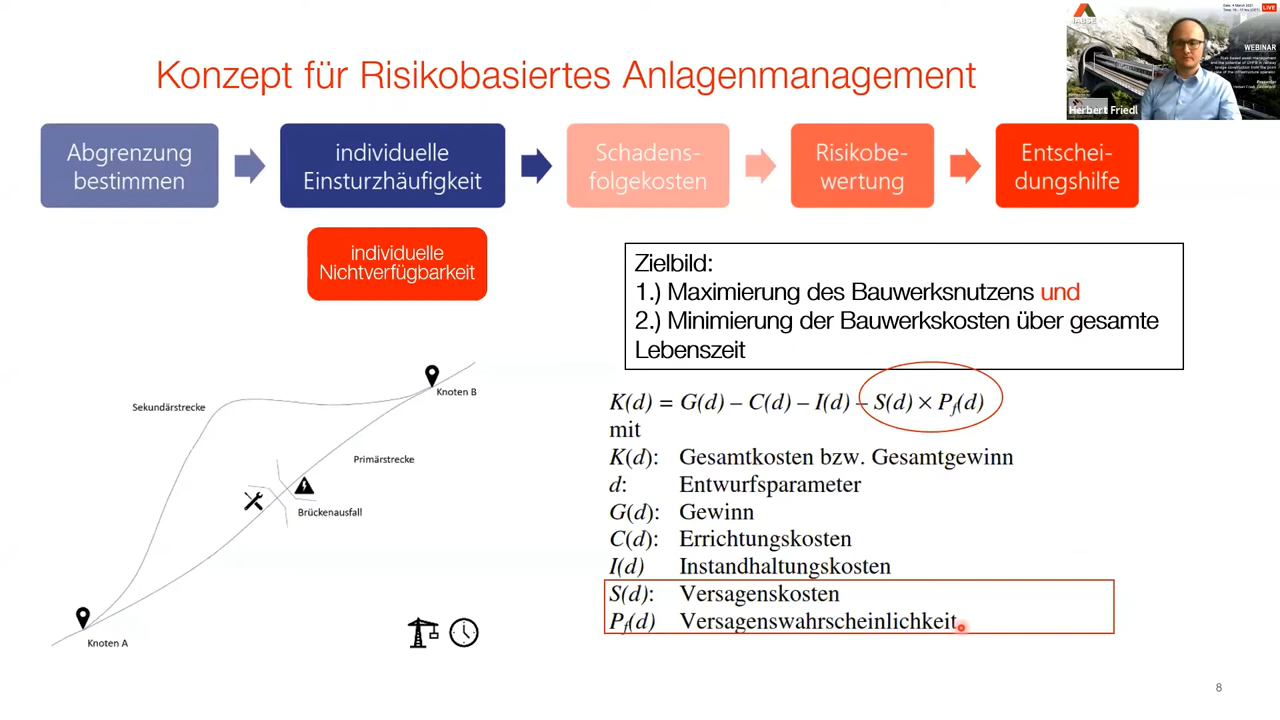 Konzept für Risikobasiertes Anlagenmanagement
IABSE
LIVE
WEBINAR
Herbert Friedl
Abgrenzung
bestimmen
individuelle
Einsturzhäufigkeit
Schadens-
folgekosten
Risikobe-
wertung
Entschei-
dungshilfe
individuelle
Nichtverfügbarkeit
Zielbild:
1.) Maximierung des Bauwerksnutzens und
2.) Minimierung der Bauwerkskosten über gesamte
Lebenszeit
Knoten B
Sekundärstrecke
Primärstrecke
Brückenausfall
Knoten A
K(d) = G(d) – C(d) – I(d) – S(d) × Pf(d)
mit
K(d): Gesamtkosten bzw. Gesamtgewinn
d: Entwurfsparameter
G(d): Gewinn
C(d): Errichtungskosten
I(d) Instandhaltungskosten
S(d): Versagenskosten
Pf(d) Versagenswahrscheinlichkeit
8